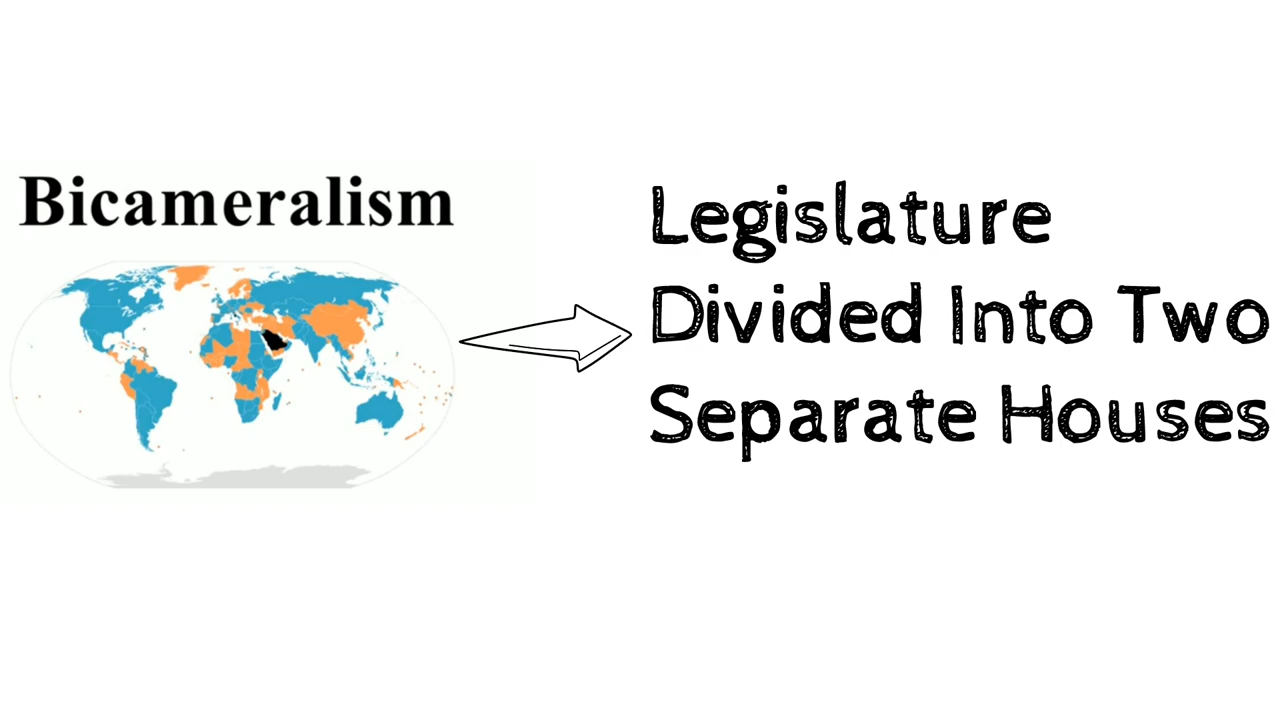 Bicameralism
Legislature
Divided Into Two
Separate Houses